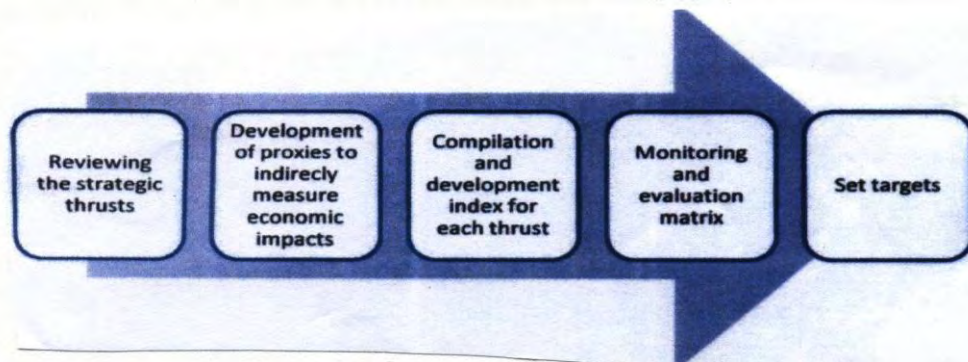 Reviewing
the strategic
thrusts
Development
of proxies to
indirecly
measure
economic
impacts
Compilation
and
development
index for
each thrust
Monitoring
and
evaluation
matrix
Set targets